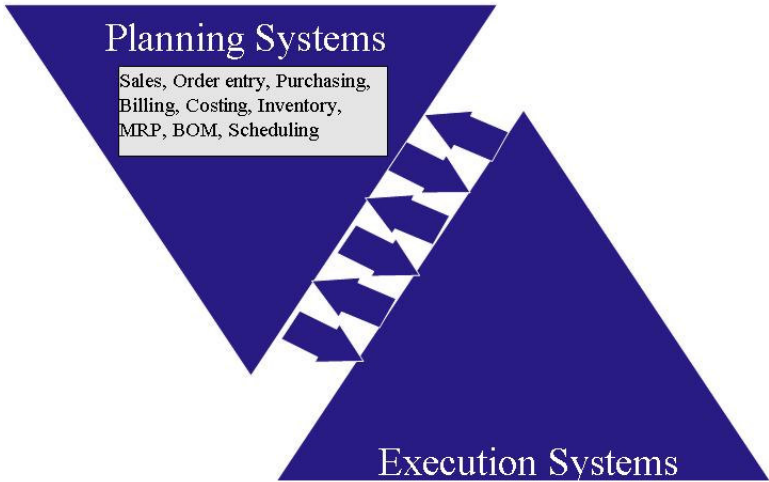 Planning Systems
Sales, Order entry, Purchasing,
Billing, Costing, Inventory,
MRP, BOM, Scheduling
Execution Systems